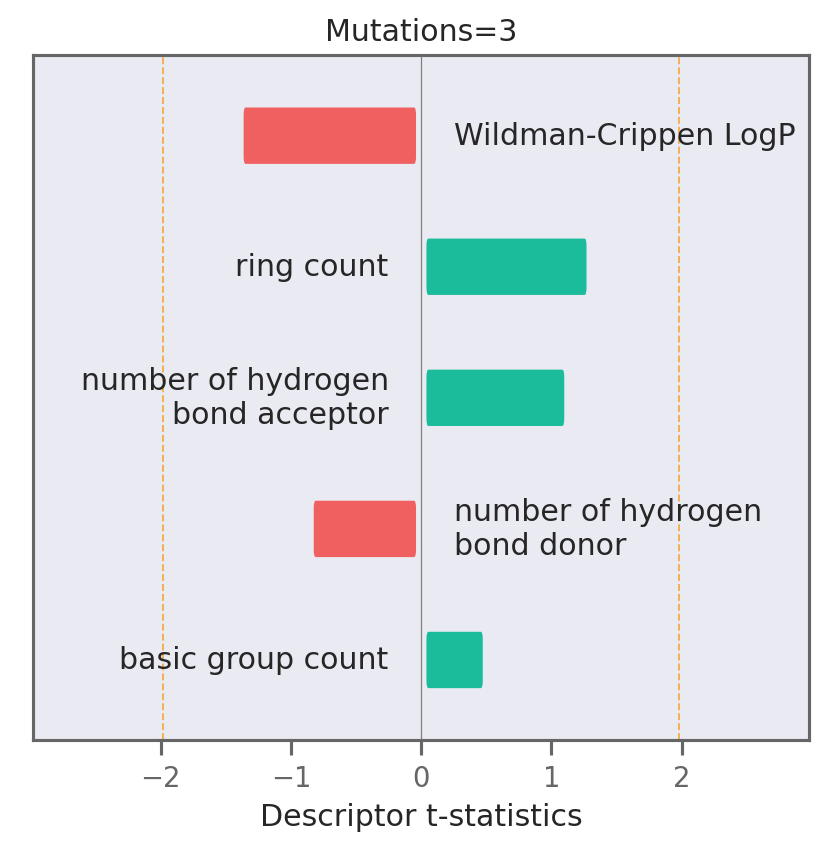 Mutations=3
Wildman-Crippen LogP
ring count
number of hydrogen
bond acceptor
number of hydrogen
bond donor
basic group count
−2 −1 0 1 2
Descriptor t-statistics